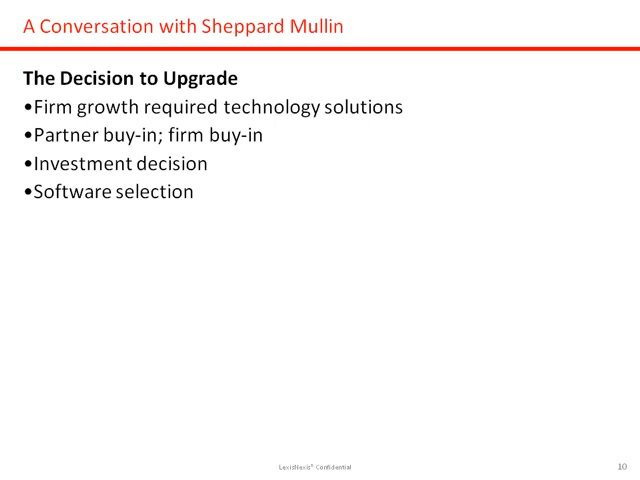 A Conversation with Sheppard Mullin
The Decision to Upgrade
•Firm growth required technology solutions
•Partner buy-in; firm buy-in
•Investment decision
•Software selection
LexisNexis® Confidential
10